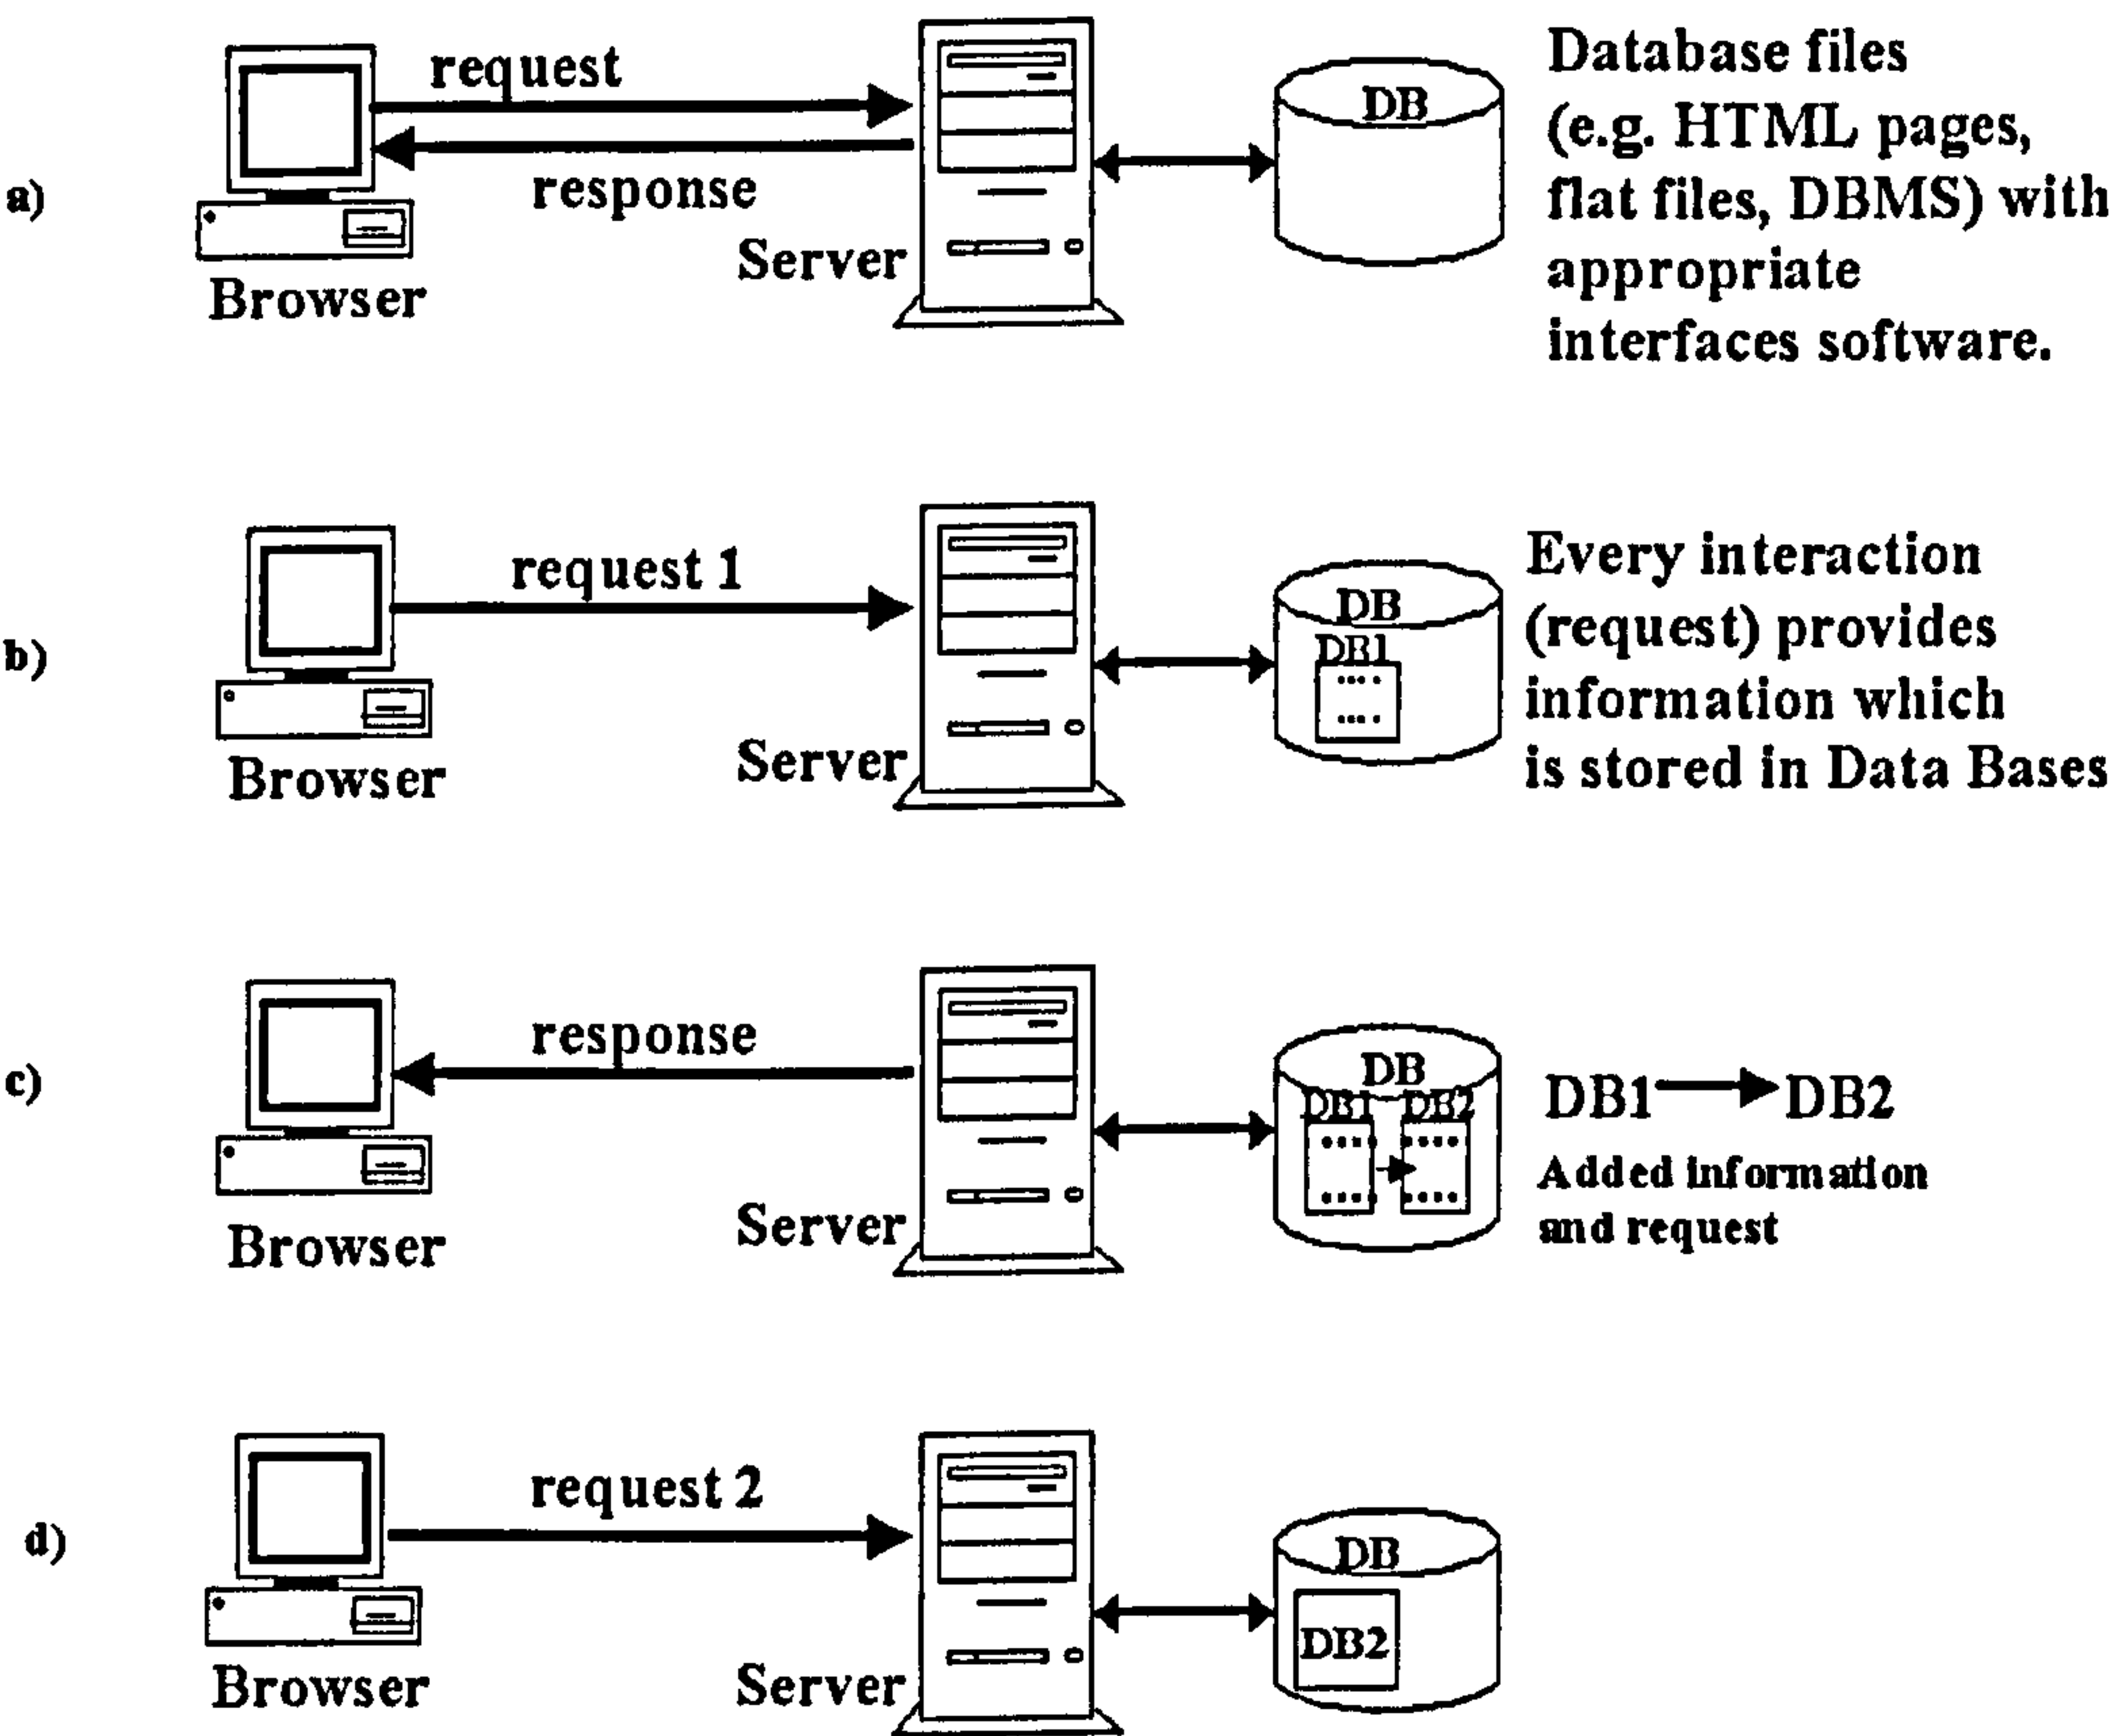 request
response
a)
Browser
Server
DB
Database files
(e.g. HTML pages,
flat files, DBMS) with
appropriate
interfaces software.
request 1
b)
Browser
Server
DB
DB1
Every interaction
(request) provides
information which
is stored in Data Bases
response
c)
Browser
Server
DB
DB1 DB2
DB1 DB2
Added information
and request
request 2
d)
Browser
Server
DB
DB2